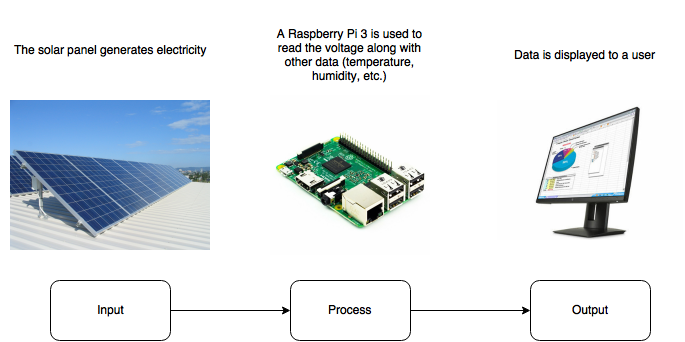 The solar panel generates electricity
A Raspberry Pi 3 is used to
read the voltage along with
other data (temperature,
humidity, etc.)
Data is displayed to a user
Input
Process
Output